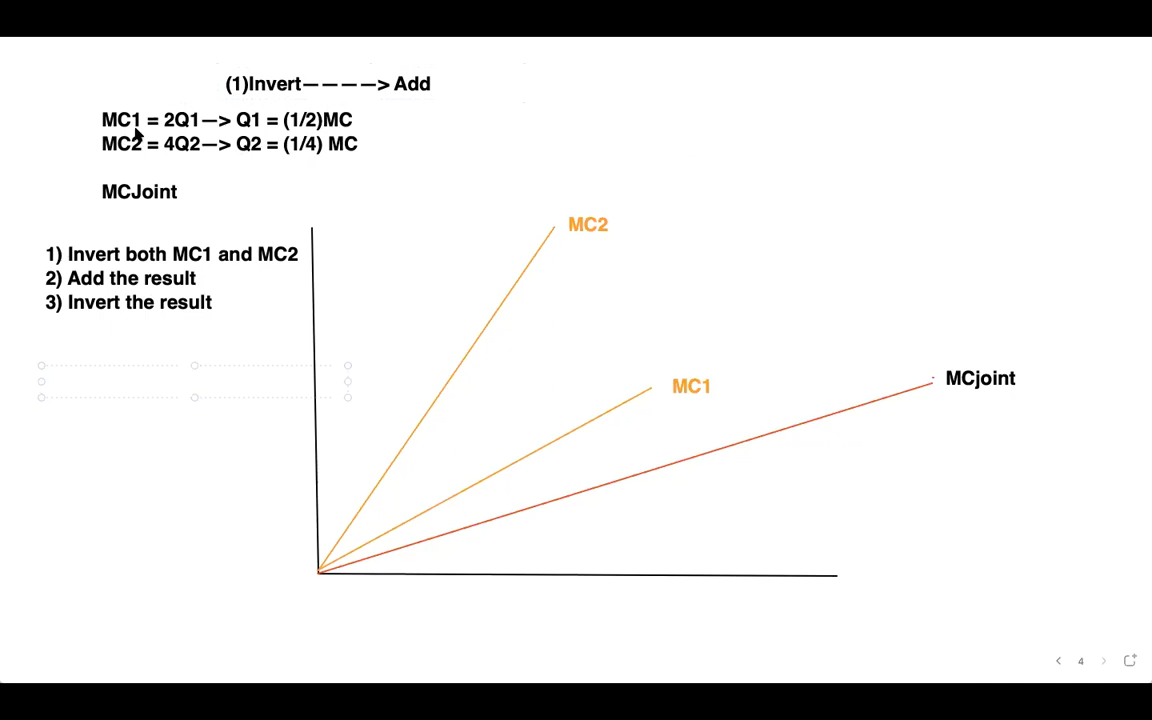 (1)Invert————> Add
MC1 = 2Q1—> Q1 = (1/2)MC
MC2 = 4Q2—> Q2 = (1/4) MC
MCJoint
1) Invert both MC1 and MC2
2) Add the result
3) Invert the result
MC2
MC1
MCjoint
4